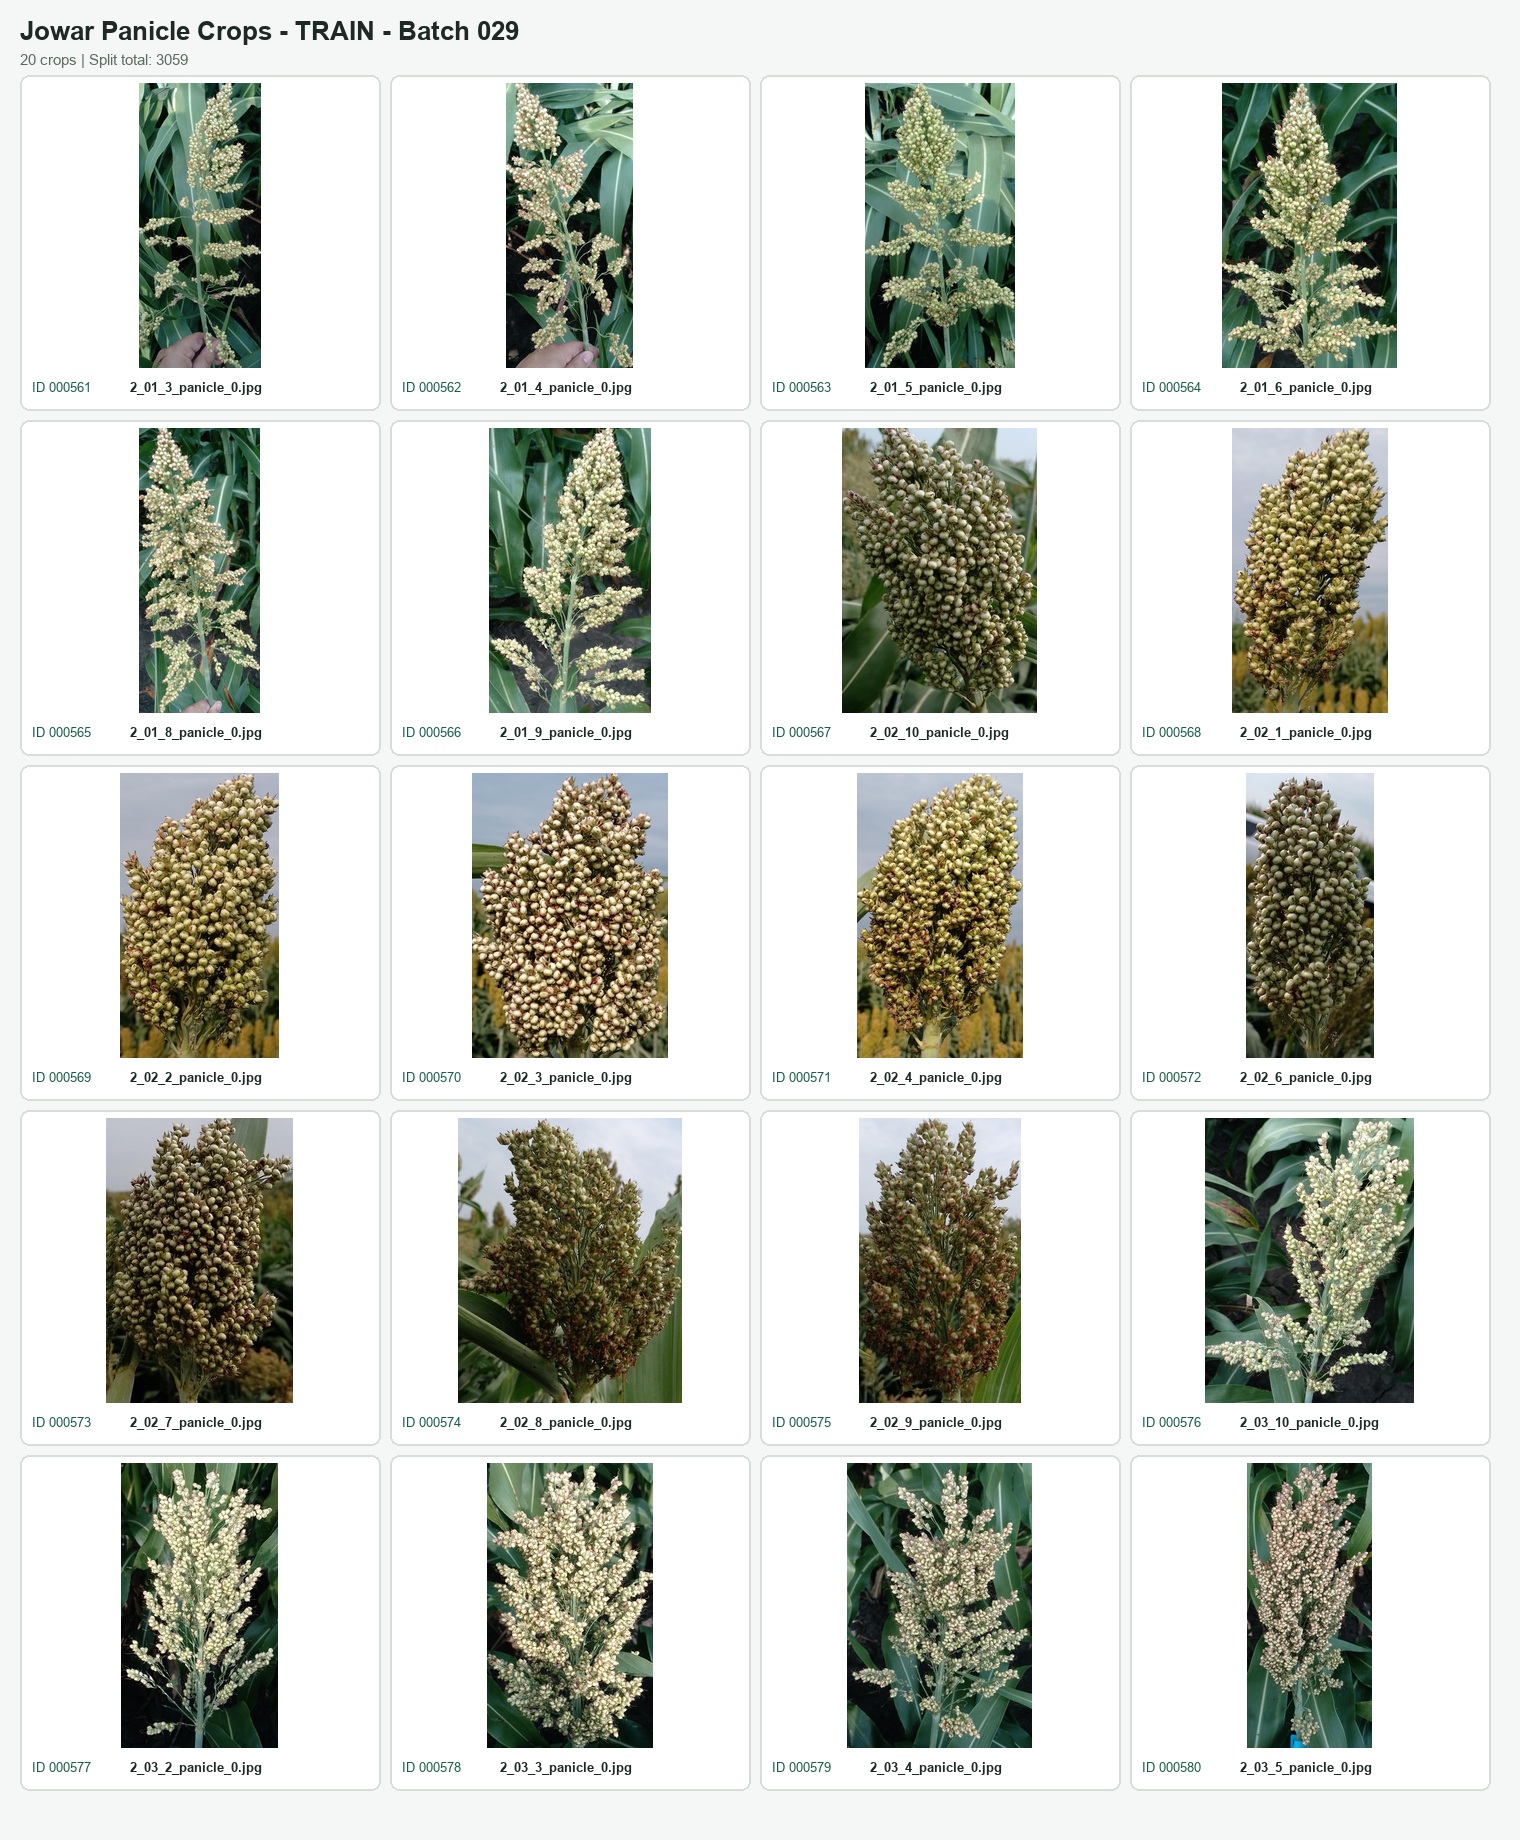 Jowar Panicle Crops - TRAIN - Batch 029
20 crops | Split total: 3059
ID 000561 2_01_3_panicle_0.jpg
ID 000562 2_01_4_panicle_0.jpg
ID 000563 2_01_5_panicle_0.jpg
ID 000564 2_01_6_panicle_0.jpg
ID 000565 2_01_8_panicle_0.jpg
ID 000566 2_01_9_panicle_0.jpg
ID 000567 2_02_10_panicle_0.jpg
ID 000568 2_02_1_panicle_0.jpg
ID 000569 2_02_2_panicle_0.jpg
ID 000570 2_02_3_panicle_0.jpg
ID 000571 2_02_4_panicle_0.jpg
ID 000572 2_02_6_panicle_0.jpg
ID 000573 2_02_7_panicle_0.jpg
ID 000574 2_02_8_panicle_0.jpg
ID 000575 2_02_9_panicle_0.jpg
ID 000576 2_03_10_panicle_0.jpg
ID 000577 2_03_2_panicle_0.jpg
ID 000578 2_03_3_panicle_0.jpg
ID 000579 2_03_4_panicle_0.jpg
ID 000580 2_03_5_panicle_0.jpg